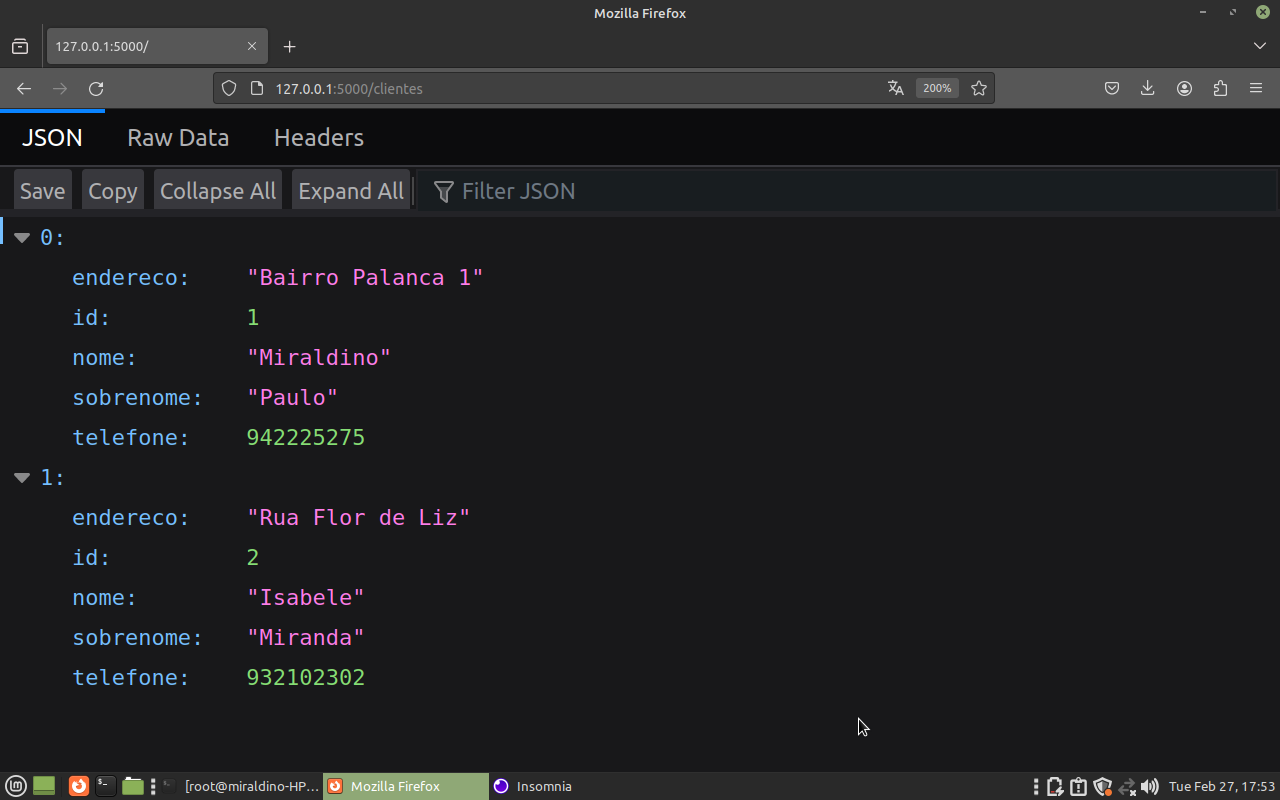 Mozilla Firefox
127.0.0.1:5000/
127.0.0.1:5000/clientes 200%
JSON Raw Data Headers
Save Copy Collapse All Expand All Filter JSON
0:
endereco: "Bairro Palanca 1"
id: 1
nome: "Miraldino"
sobrenome: "Paulo"
telefone: 942225275
1:
endereco: "Rua Flor de Liz"
id: 2
nome: "Isabele"
sobrenome: "Miranda"
telefone: 932102302
[root@miraldino-HP... Mozilla Firefox Insomnia Tue Feb 27, 17:53